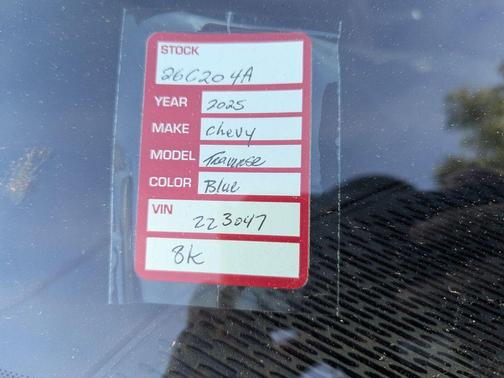 STOCK
26C204A
YEAR 2025
MAKE Chevy
MODEL Traverse
COLOR Blue
VIN 223047
8K